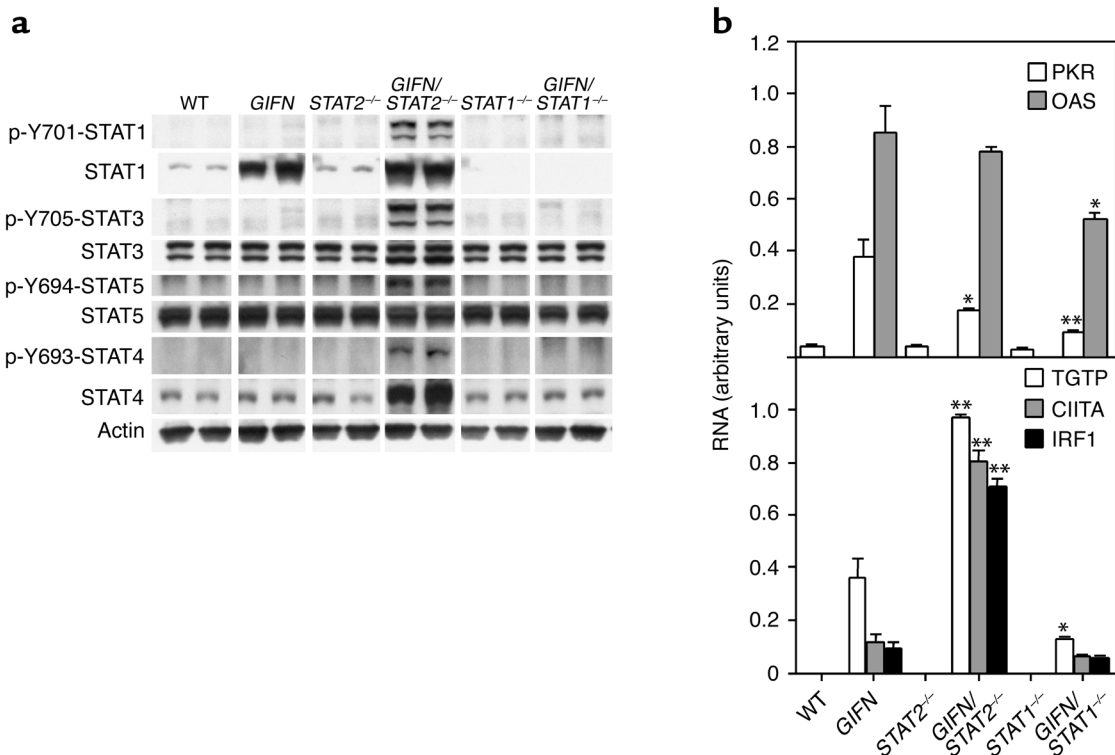 a
WT GIFN STAT2–/– GIFN/STAT2–/– STAT1–/– GIFN/STAT1–/–
p-Y701-STAT1
STAT1
p-Y705-STAT3
STAT3
p-Y694-STAT5
STAT5
p-Y693-STAT4
STAT4
Actin
b
RNA (arbitrary units)
1.2
1.0
0.8
0.6
0.4
0.2
PKR
OAS
*
**
*
1.0
0.8
0.6
0.4
0.2
0
TGTP
CIITA
IRF1
**
**
**
*
WT GIFN STAT2–/– GIFN/STAT2–/– STAT1–/– GIFN/STAT1–/–